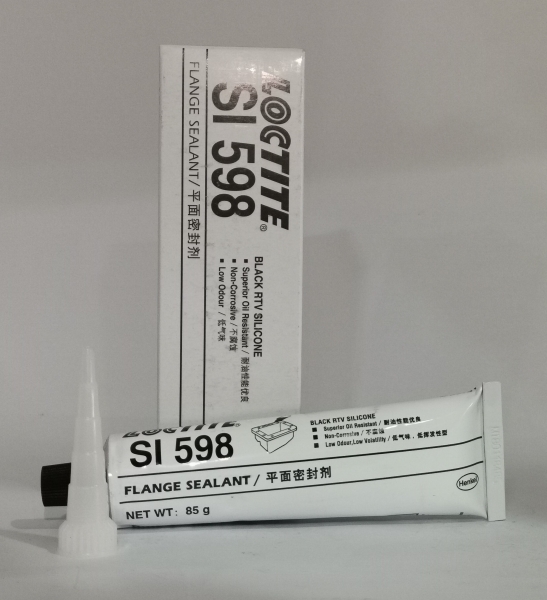 LOCTITE®
SI 598
FLANGE SEALANT/平面密封剂
BLACK RTV SILICONE
■ Superior Oil Resistant / 耐油性能优良
■ Non-Corrosive / 不腐蚀
■ Low Odour / 低气味
LOCTITE
SI 598
BLACK RTV SILICONE
■ Superior Oil Resistant / 耐油性能优良
■ Non-Corrosive / 不腐蚀
■ Low Odour,Low Volatility / 低气味，低挥发性型
FLANGE SEALANT / 平面密封剂
NET WT: 85 g
Henkel